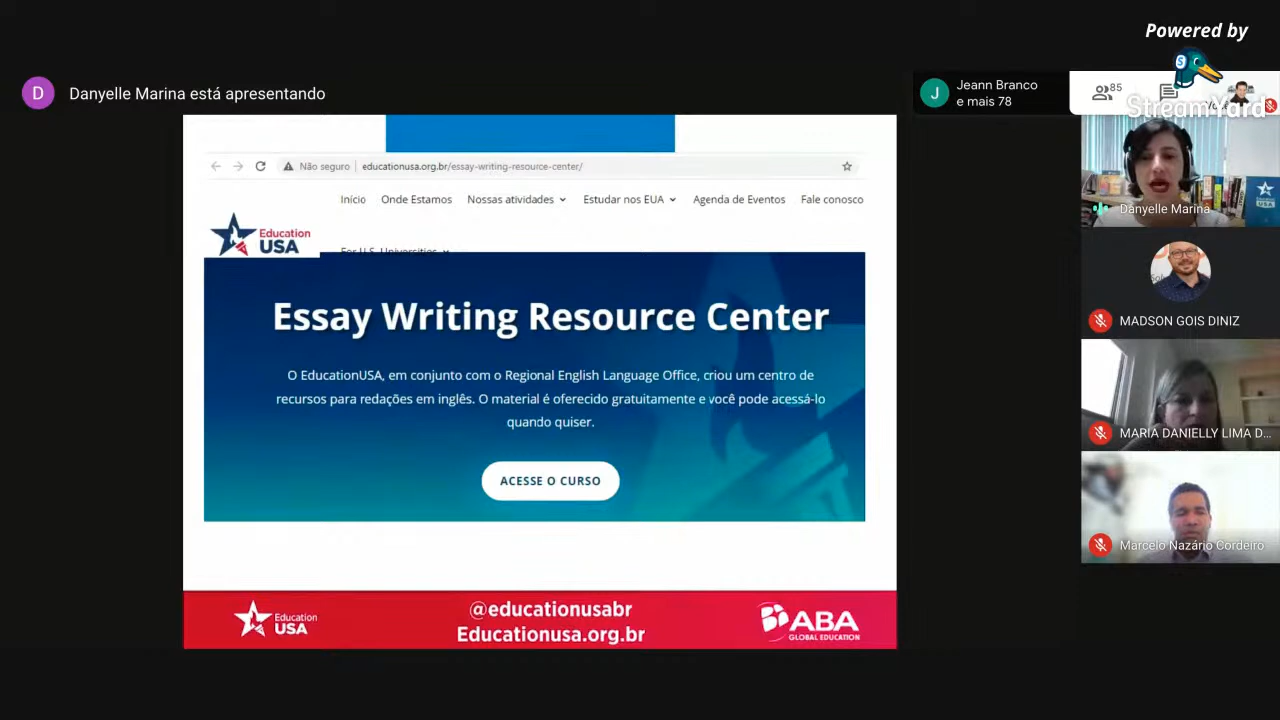 Powered by
StreamYard
D
Danyelle Marina está apresentando
J
Jeann Branco
e mais 78
85
Não seguro
educationusa.org.br/essay-writing-resource-center/
Início
Onde Estamos
Nossas atividades
Estudar nos EUA
Agenda de Eventos
Fale conosco
Education
USA
For U.S. Universities
Essay Writing Resource Center
O EducationUSA, em conjunto com o Regional English Language Office, criou um centro de
recursos para redações em inglês. O material é oferecido gratuitamente e você pode acessá-lo
quando quiser.
ACESSE O CURSO
Education
USA
@educationusabr
Educationusa.org.br
ABA
GLOBAL EDUCATION
Danyelle Marina
MADSON GOIS DINIZ
MARIA DANIELLY LIMA D...
Marcelo Nazário Cordeiro